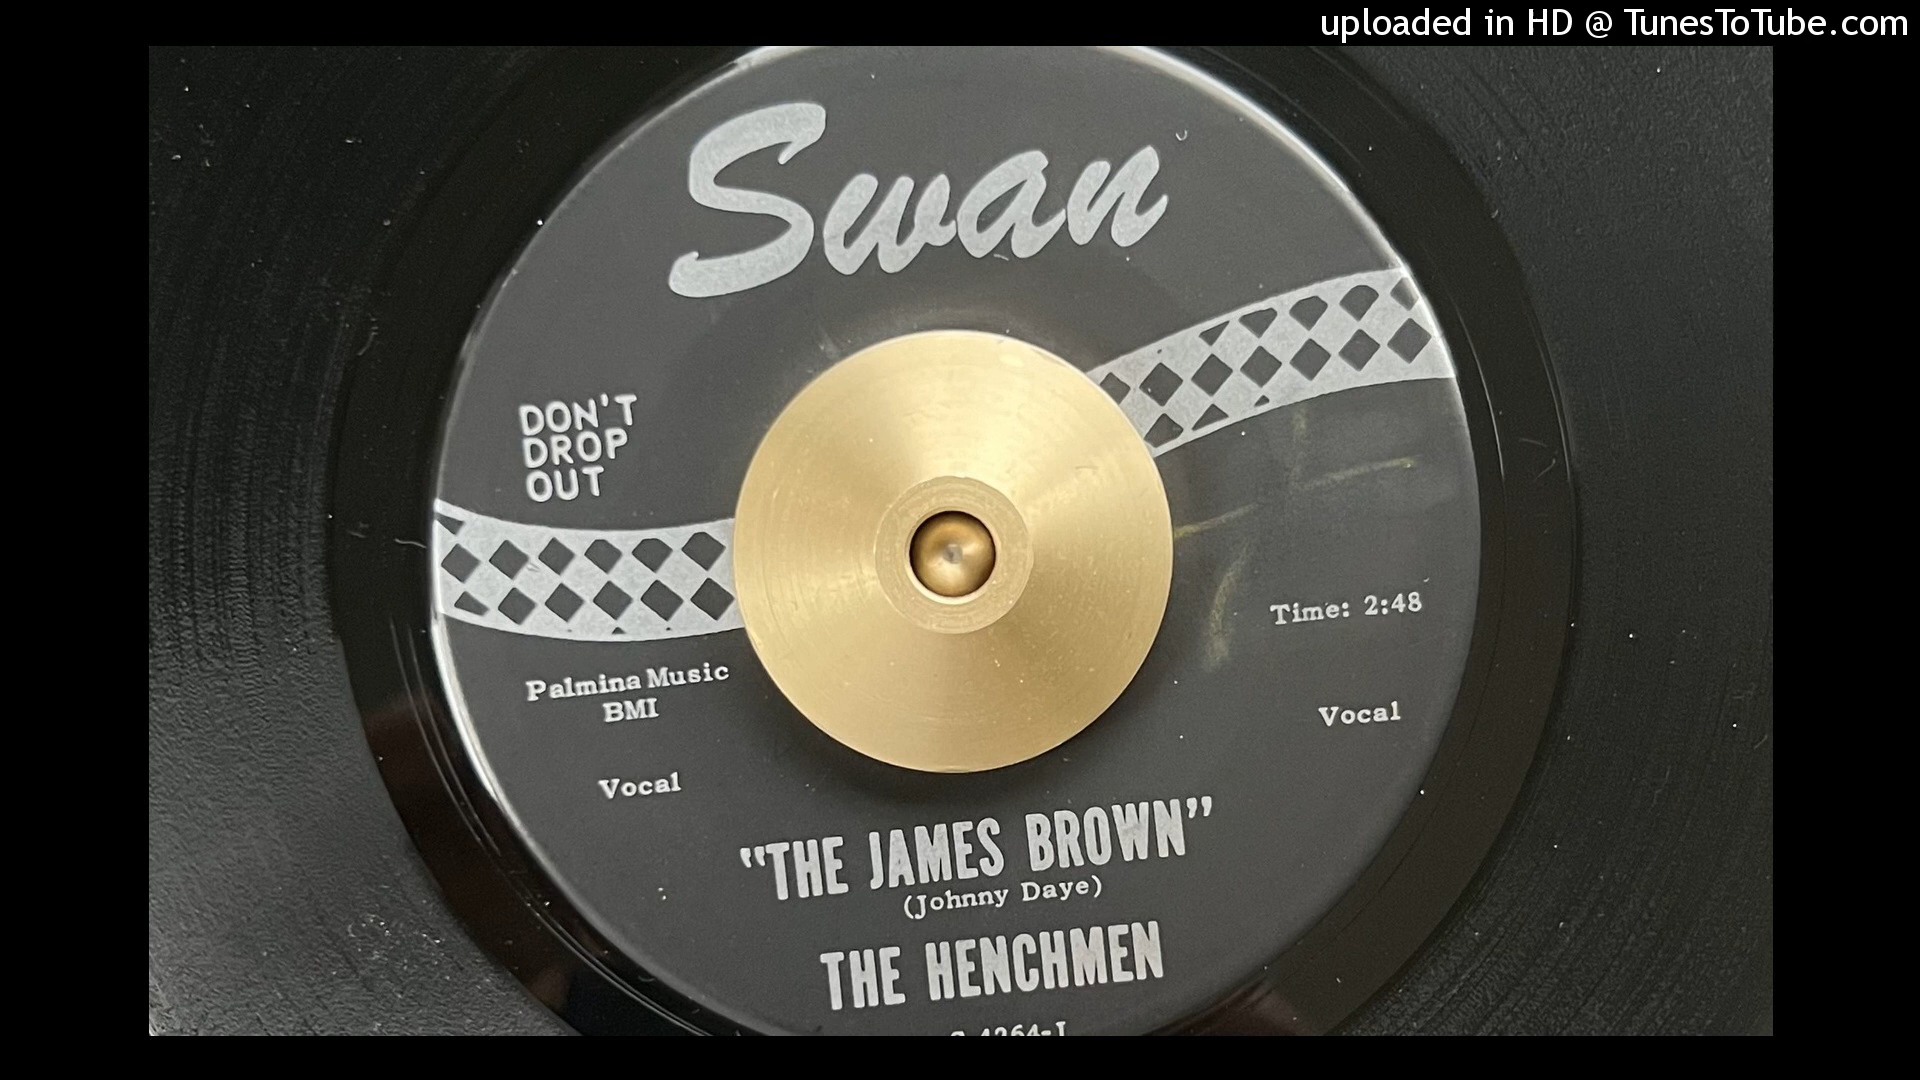 uploaded in HD @ TunesToTube.com
Swan
DON'T
DROP
OUT
Time: 2:48
Palmina Music
BMI
Vocal
Vocal
"THE JAMES BROWN"
(Johnny Daye)
THE HENCHMEN